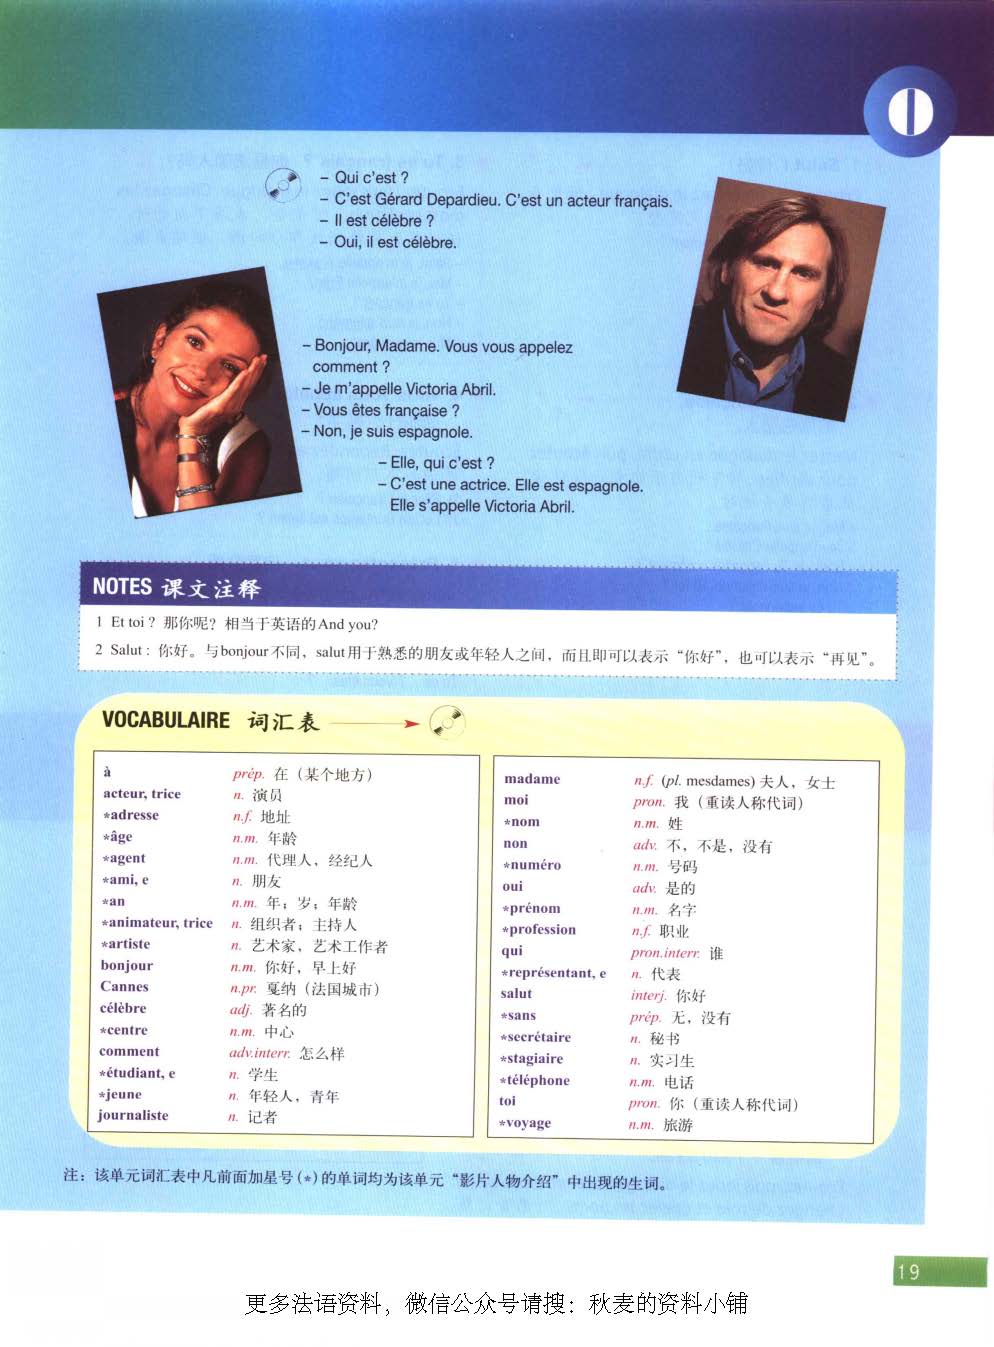 0
– Qui c'est ?
– C'est Gérard Depardieu. C'est un acteur français.
– Il est célèbre ?
– Oui, il est célèbre.
– Bonjour, Madame. Vous vous appelez
comment ?
– Je m'appelle Victoria Abril.
– Vous êtes française ?
– Non, je suis espagnole.
– Elle, qui c'est ?
– C'est une actrice. Elle est espagnole.
Elle s'appelle Victoria Abril.
NOTES 课文注释
1 Et toi ? 那你呢？相当于英语的And you?
2 Salut : 你好。与bonjour不同，salut用于熟悉的朋友或年轻人之间，而且即可以表示“你好”，也可以表示“再见”。
VOCABULAIRE 词汇表
à prép. 在（某个地方）
acteur, trice n. 演员
*adresse n.f. 地址
*âge n.m. 年龄
*agent n.m. 代理人，经纪人
*ami, e n. 朋友
*an n.m. 年；岁；年龄
*animateur, trice n. 组织者；主持人
*artiste n. 艺术家，艺术工作者
bonjour n.m. 你好，早上好
Cannes n.pr. 戛纳（法国城市）
célèbre adj. 著名的
*centre n.m. 中心
comment adv.interr. 怎么样
*étudiant, e n. 学生
*jeune n. 年轻人，青年
journaliste n. 记者
madame n.f. (pl. mesdames) 夫人，女士
moi pron. 我（重读人称代词）
*nom n.m. 姓
non adv. 不，不是，没有
*numéro n.m. 号码
oui adv. 是的
*prénom n.m. 名字
*profession n.f. 职业
qui pron.interr. 谁
*représentant, e n. 代表
salut interj. 你好
*sans prép. 无，没有
*secrétaire n. 秘书
*stagiaire n. 实习生
*téléphone n.m. 电话
toi pron. 你（重读人称代词）
*voyage n.m. 旅游
注：该单元词汇表中凡前面加星号(*)的单词均为该单元“影片人物介绍”中出现的生词。
19
更多法语资料，微信公众号请搜：秋麦的资料小铺